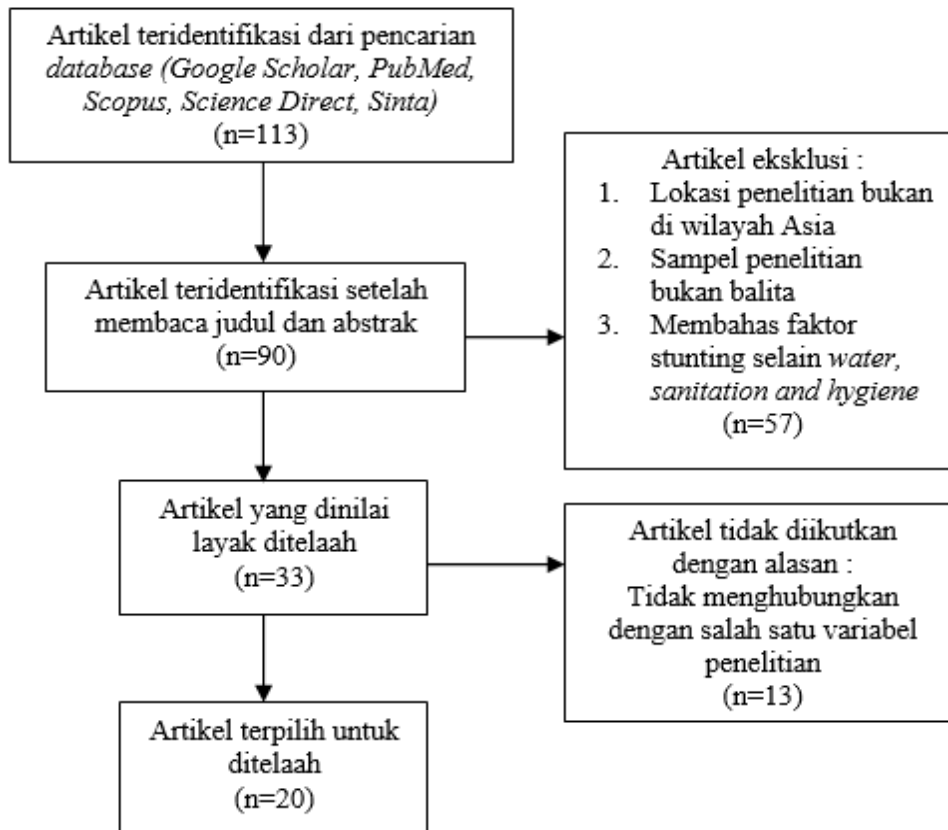 Artikel teridentifikasi dari pencarian
database (Google Scholar, PubMed,
Scopus, Science Direct, Sinta)
(n=113)
Artikel eksklusi :
1. Lokasi penelitian bukan
di wilayah Asia
2. Sampel penelitian
bukan balita
3. Membahas faktor
stunting selain water,
sanitation and hygiene
(n=57)
Artikel teridentifikasi setelah
membaca judul dan abstrak
(n=90)
Artikel yang dinilai
layak ditelaah
(n=33)
Artikel tidak diikutkan
dengan alasan :
Tidak menghubungkan
dengan salah satu variabel
penelitian
(n=13)
Artikel terpilih untuk
ditelaah
(n=20)